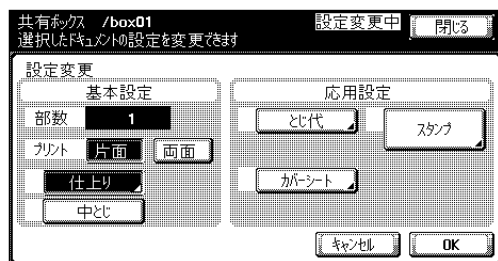 共有ﾎﾞｯｸｽ /box01
設定変更中 閉じる
選択したﾄﾞｷｭﾒﾝﾄの設定を変更できます
設定変更
基本設定 応用設定
部数 1 とじ代 スタンプ
プリント 片面 両面
仕上り カバーシート
中とじ
キャンセル OK